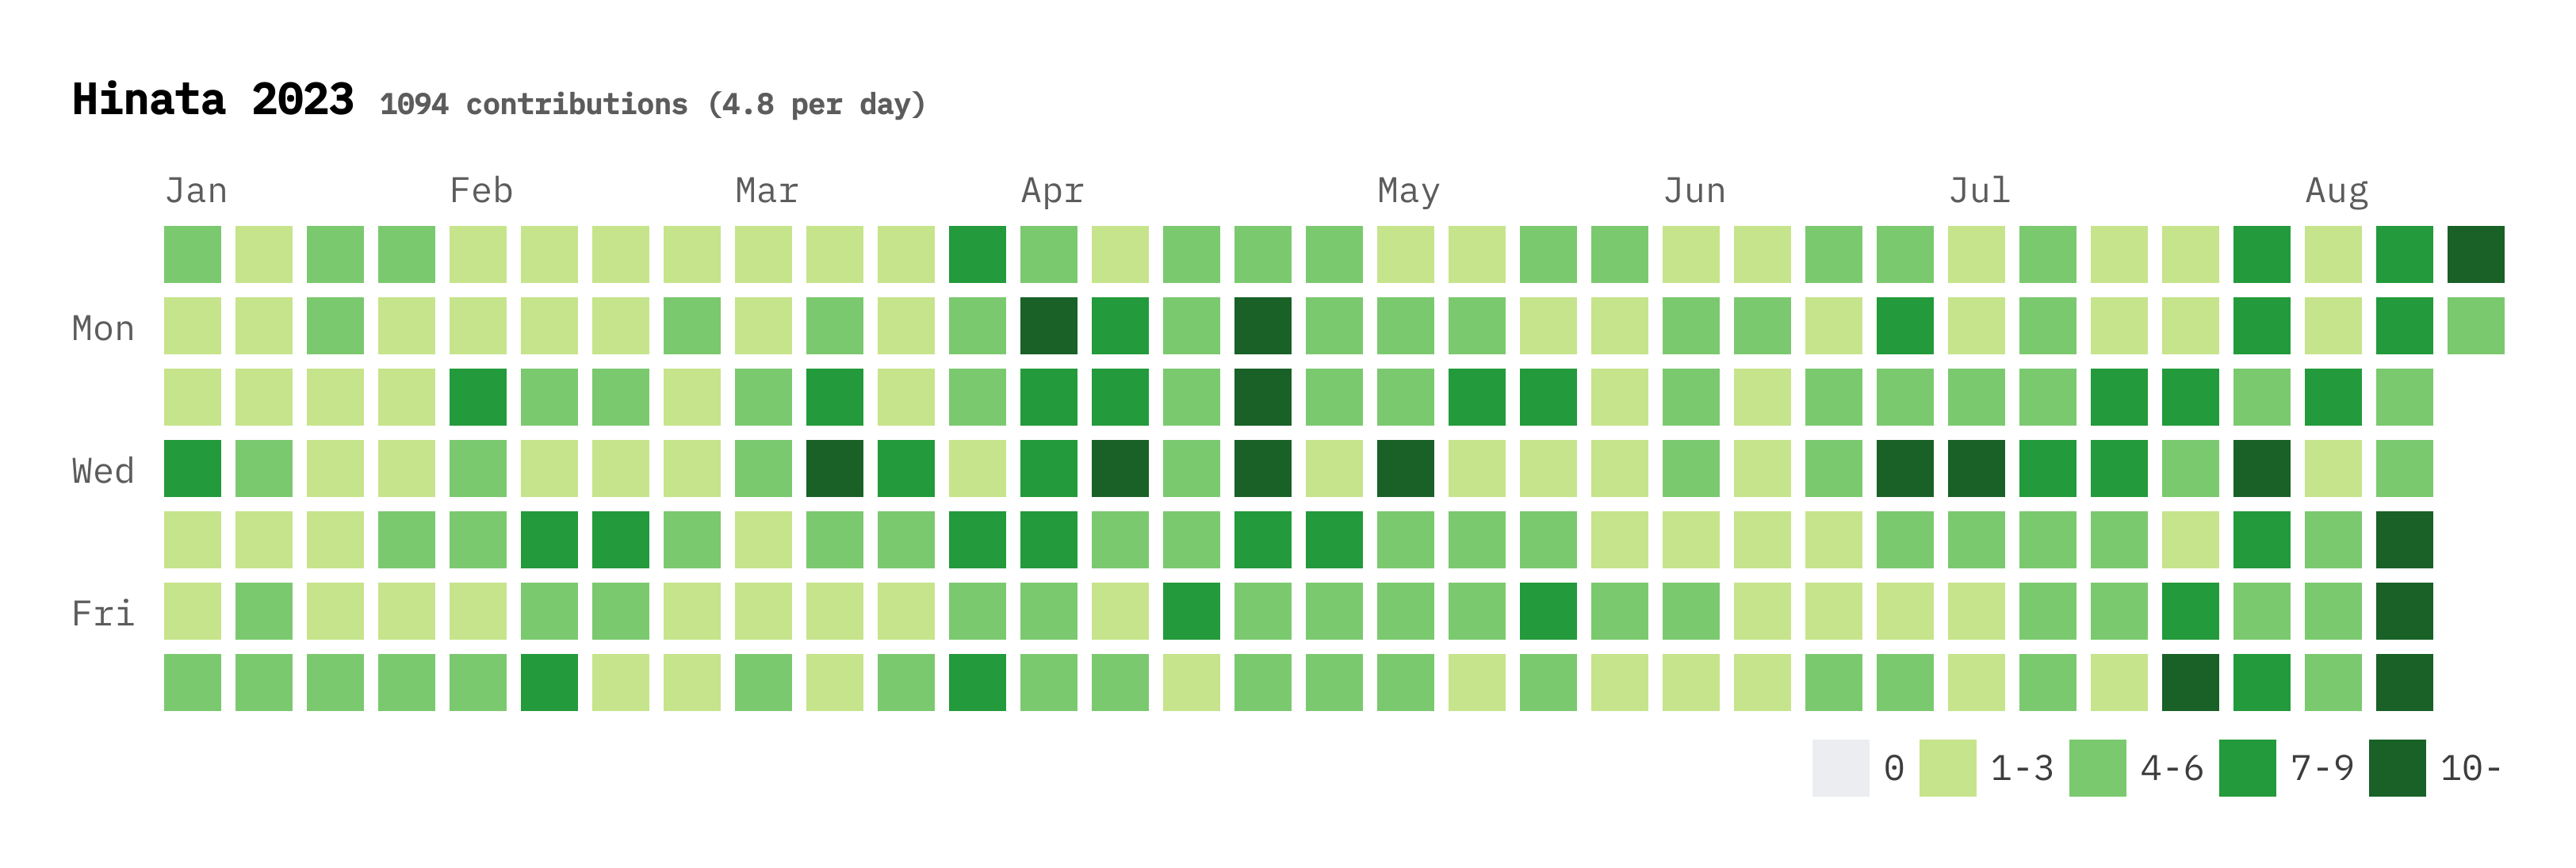 Hinata 2023 1094 contributions (4.8 per day)
Jan Feb Mar Apr May Jun Jul Aug
Mon
Wed
Fri
0 1-3 4-6 7-9 10-